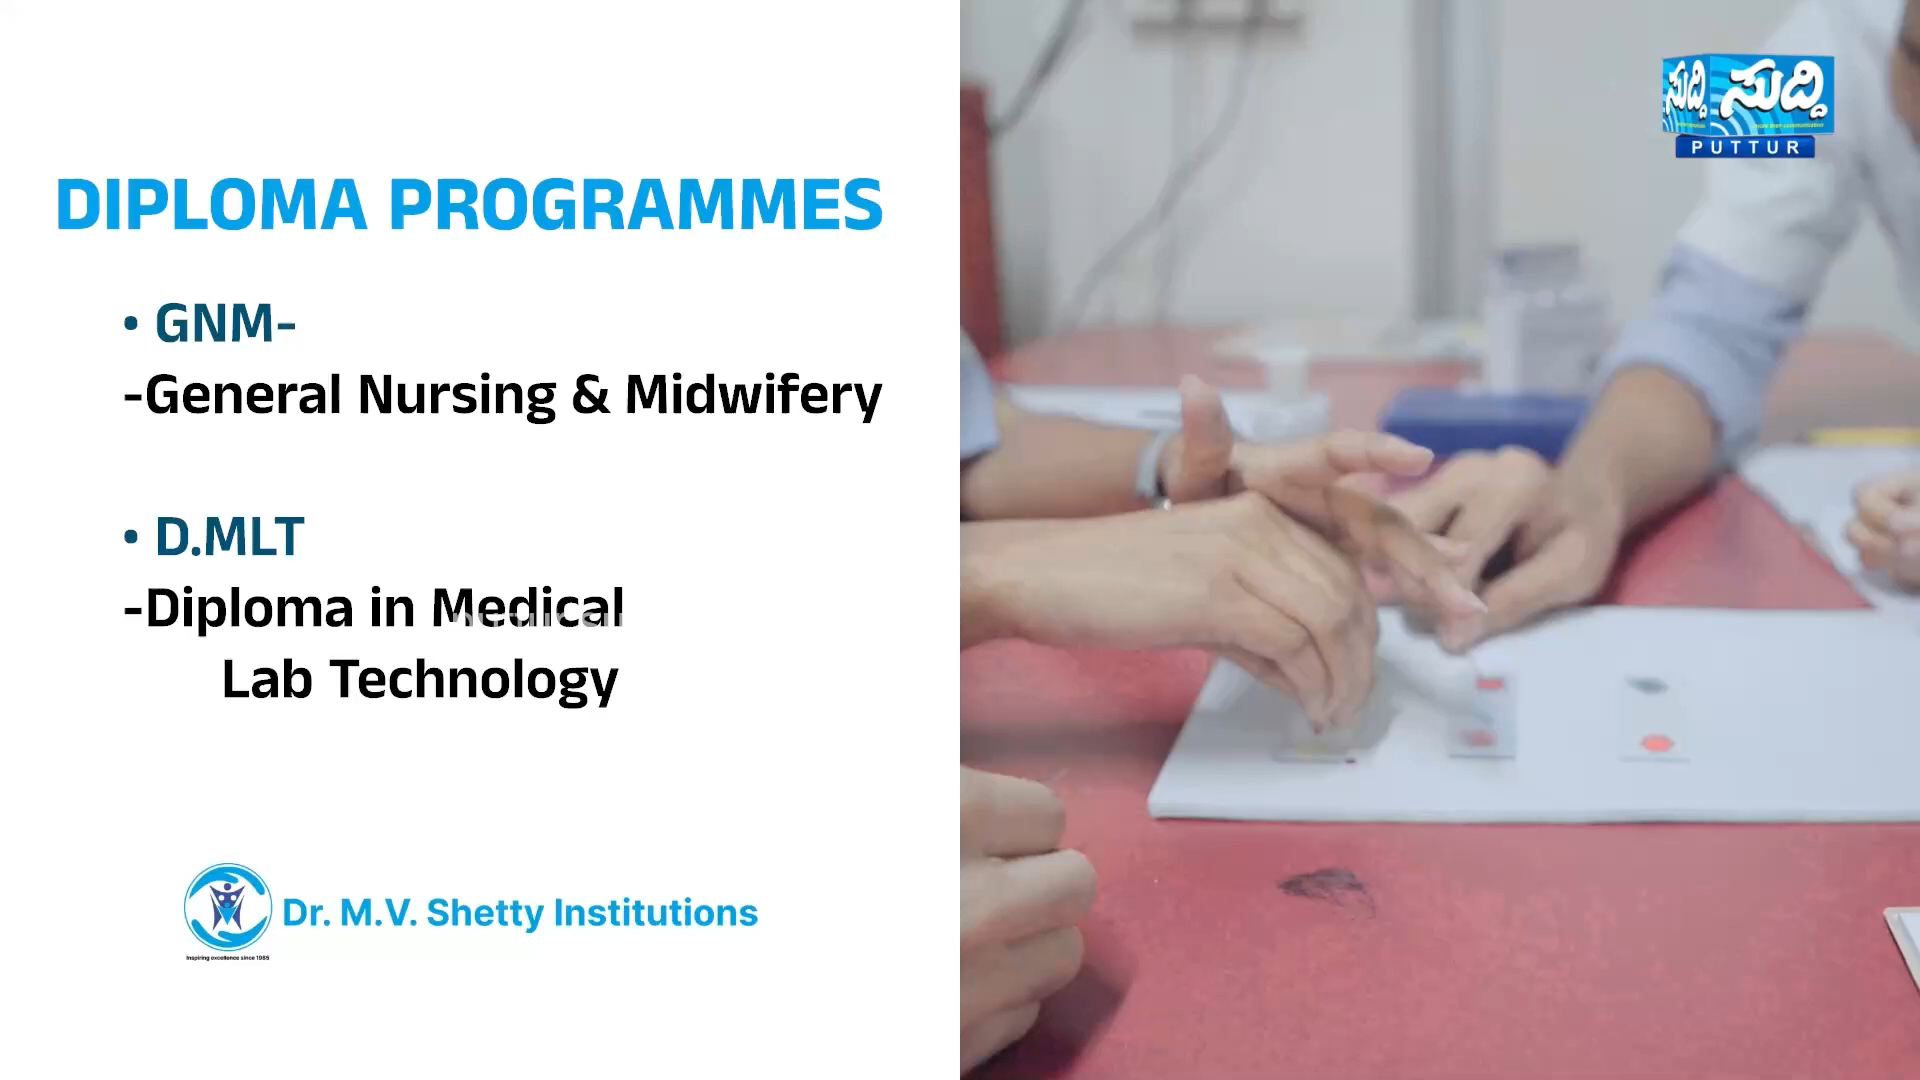 DIPLOMA PROGRAMMES
• GNM-
-General Nursing & Midwifery
• D.MLT
-Diploma in Medical
Lab Technology
Dr. M.V. Shetty Institutions
Inspiring excellence since 1985
ಸುದ್ದಿ ಸುದ್ದಿ
PUTTUR